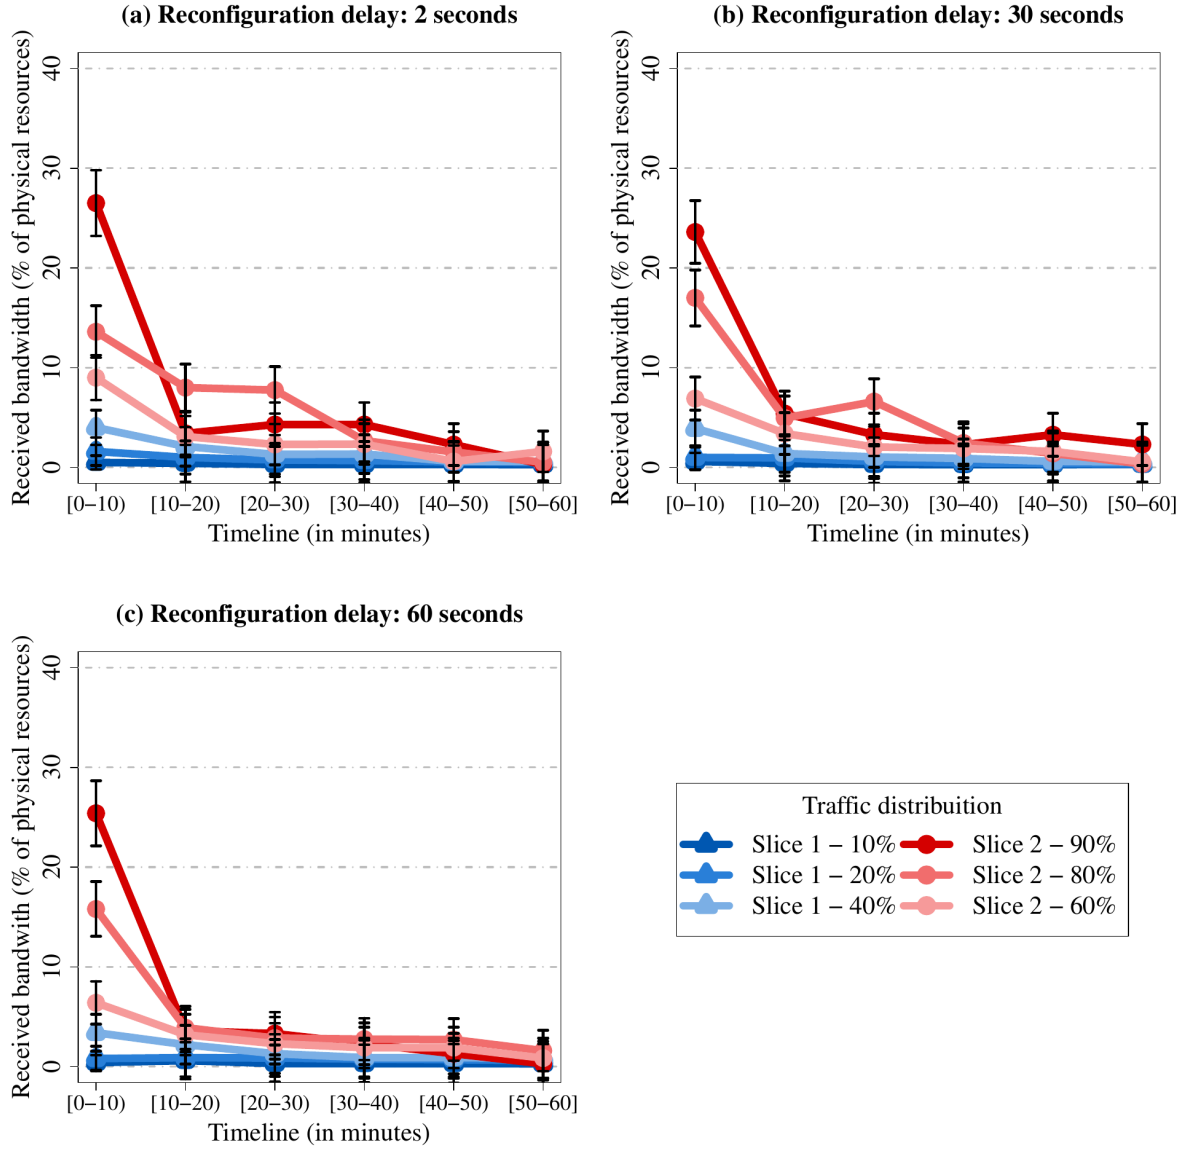 (a) Reconfiguration delay: 2 seconds
Received bandwidth (% of physical resources)
40
30
20
10
0
[0−10)
[10−20)
[20−30)
[30−40)
[40−50)
[50−60]
Timeline (in minutes)
(b) Reconfiguration delay: 30 seconds
Received bandwidth (% of physical resources)
40
30
20
10
0
[0−10)
[10−20)
[20−30)
[30−40)
[40−50)
[50−60]
Timeline (in minutes)
(c) Reconfiguration delay: 60 seconds
Received bandwith (% of physical resources)
40
30
20
10
0
[0−10)
[10−20)
[20−30)
[30−40)
[40−50)
[50−60]
Timeline (in minutes)
Traffic distribuition
Slice 1 − 10%
Slice 2 − 90%
Slice 1 − 20%
Slice 2 − 80%
Slice 1 − 40%
Slice 2 − 60%